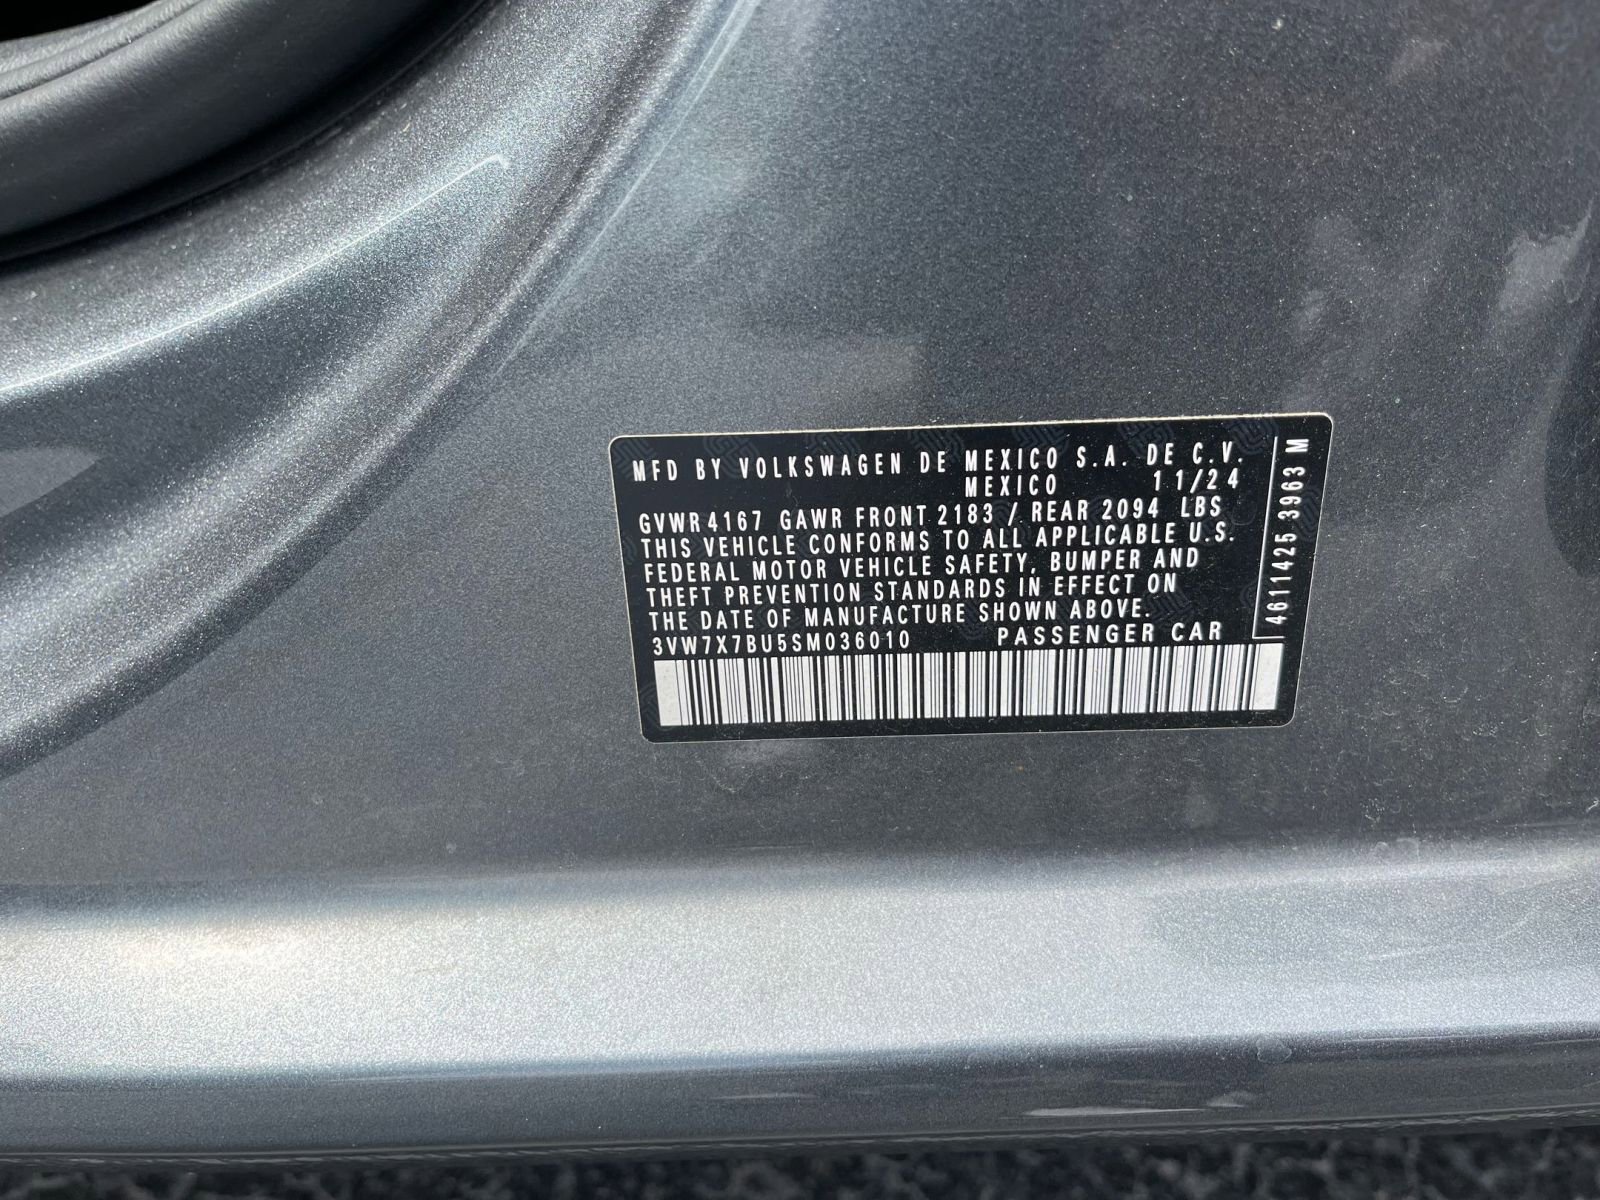 MFD BY VOLKSWAGEN DE MEXICO S.A. DE C.V.
MEXICO 11/24
GVWR 4167 GAWR FRONT 2183 / REAR 2094 LBS
THIS VEHICLE CONFORMS TO ALL APPLICABLE U.S.
FEDERAL MOTOR VEHICLE SAFETY, BUMPER AND
THEFT PREVENTION STANDARDS IN EFFECT ON
THE DATE OF MANUFACTURE SHOWN ABOVE.
3VW7X7BU5SM036010 PASSENGER CAR
4611425 3963 M